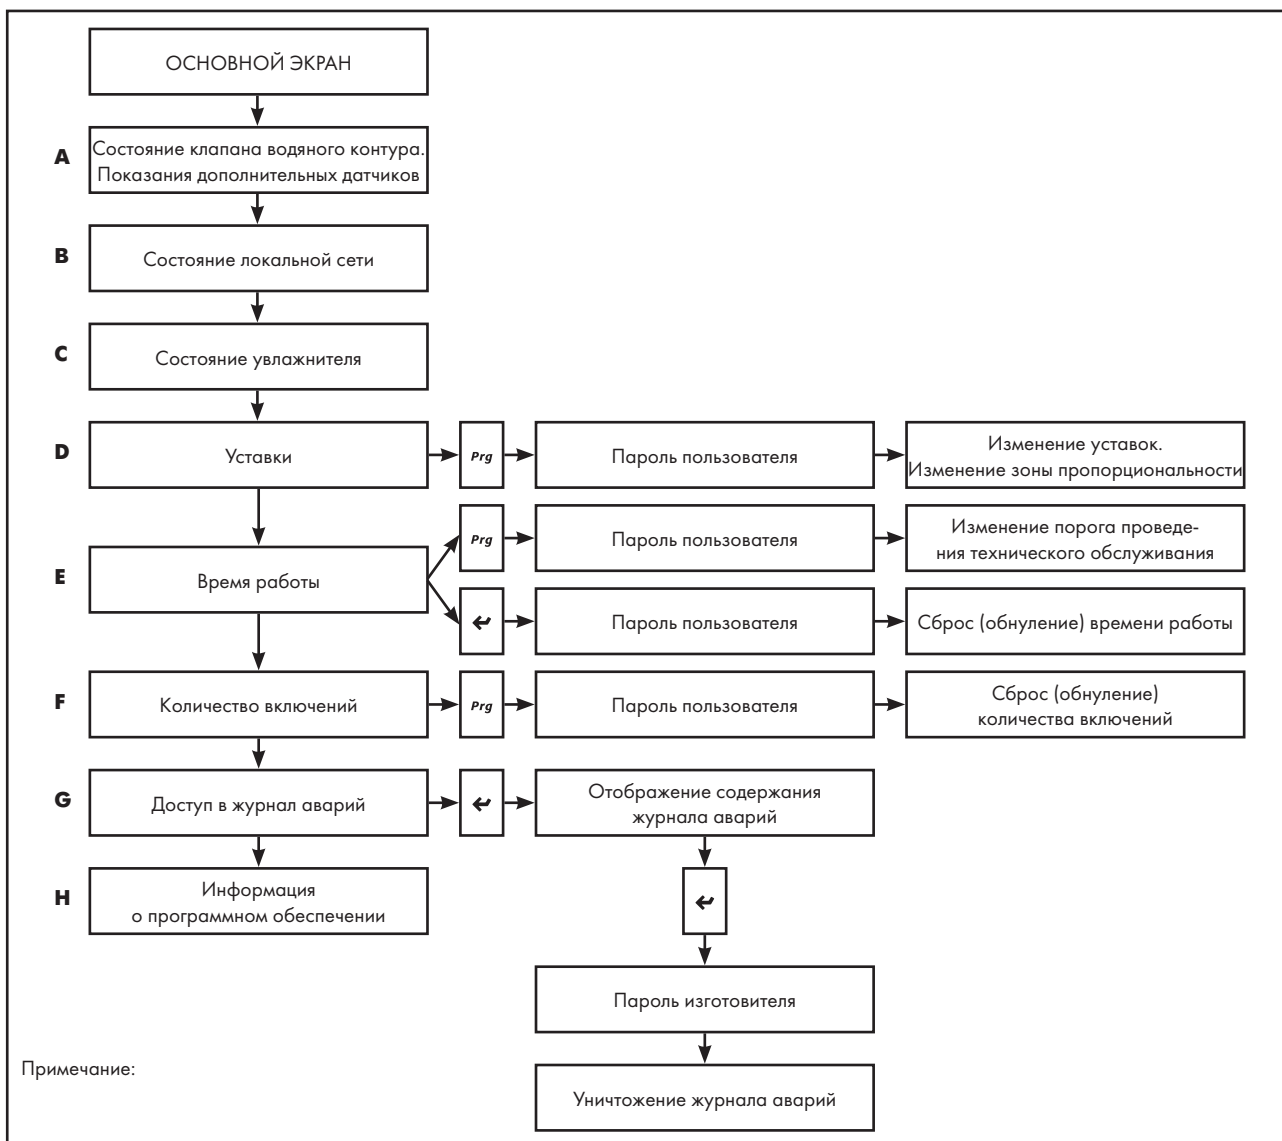 ОСНОВНОЙ ЭКРАН
A
Состояние клапана водяного контура.
Показания дополнительных датчиков
B
Состояние локальной сети
C
Состояние увлажнителя
D
Уставки
Prg
Пароль пользователя
Изменение уставок.
Изменение зоны пропорциональности
E
Время работы
Prg
Пароль пользователя
Изменение порога проведе-
ния технического обслуживания
Пароль пользователя
Сброс (обнуление) времени работы
F
Количество включений
Prg
Пароль пользователя
Сброс (обнуление)
количества включений
G
Доступ в журнал аварий
Отображение содержания
журнала аварий
H
Информация
о программном обеспечении
Пароль изготовителя
Примечание:
Уничтожение журнала аварий